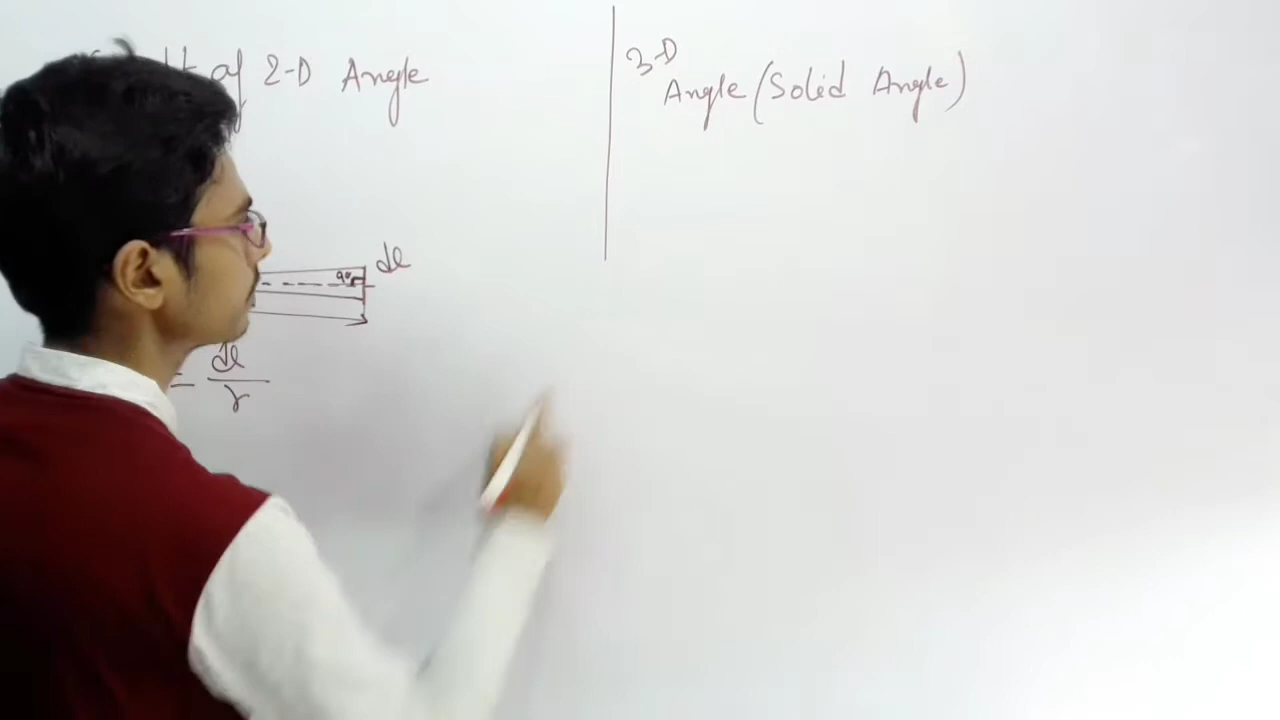 of 2-D Angle
3-D
Angle (Solid Angle)
dl
90°
= dl
r